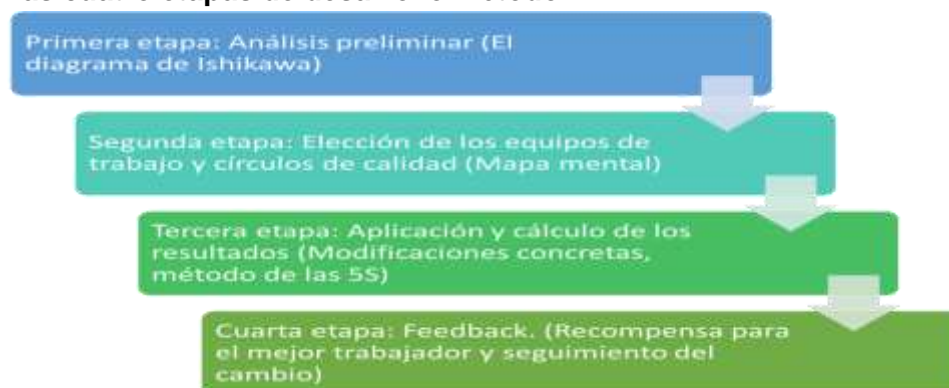 Primera etapa: Análisis preliminar (El
diagrama de Ishikawa)
Segunda etapa: Elección de los equipos de
trabajo y círculos de calidad (Mapa mental)
Tercera etapa: Aplicación y cálculo de los
resultados (Modificaciones concretas,
método de las 5S)
Cuarta etapa: Feedback. (Recompensa para
el mejor trabajador y seguimiento del
cambio)